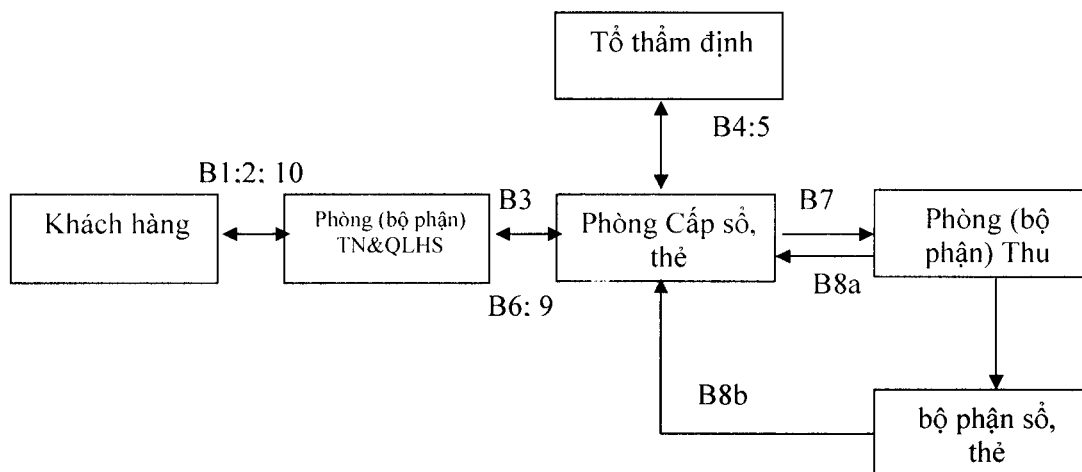 Tổ thẩm định
B4:5
B1:2: 10
Khách hàng
Phòng (bộ phận)
TN&QLHS
B3
B6: 9
Phòng Cấp sổ,
thẻ
B7
B8a
Phòng (bộ
phận) Thu
B8b
bộ phận sổ,
thẻ